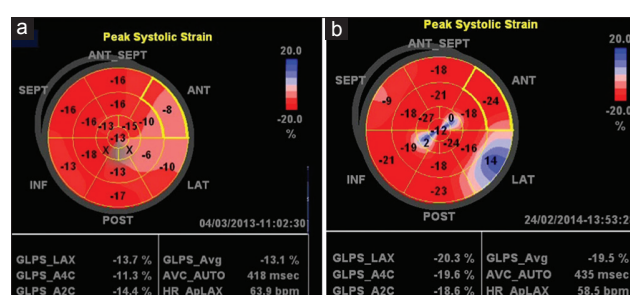 a
Peak Systolic Strain
ANT_SEPT
SEPT
ANT
INF
LAT
POST
20.0
-20.0
%
-16
-16
-8
-16
-16
-13
-15
-10
-13
-18
X
X
-6
-13
-13
-10
-17
04/03/2013-11:02:30
GLPS_LAX -13.7 % GLPS_Avg -13.1 %
GLPS_A4C -11.3 % AVC_AUTO 418 msec
GLPS_A2C -14.4 % HR_ApLAX 63.9 bpm
b
Peak Systolic Strain
ANT_SEPT
SEPT
ANT
INF
LAT
POST
20.0
-20.0
%
-18
-9
-21
-24
-18
-27
0
-18
-12
-19
2
-24
-16
-21
-18
14
-23
24/02/2014-13:53:2
GLPS_LAX -20.3 % GLPS_Avg -19.5 %
GLPS_A4C -19.6 % AVC_AUTO 435 msec
GLPS_A2C -18.6 % HR_ApLAX 58.5 bpm